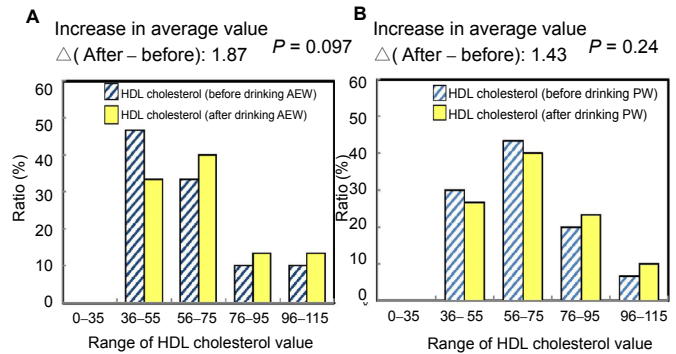 A
Increase in average value
△( After – before): 1.87
P = 0.097
60
50
40
30
20
10
0
Ratio (%)
HDL cholesterol (before drinking AEW)
HDL cholesterol (after drinking AEW)
0–35 36–55 56–75 76–95 96–115
Range of HDL cholesterol value
B
Increase in average value
△( After – before): 1.43
P = 0.24
60
50
40
30
20
10
0
Ratio (%)
HDL cholesterol (before drinking PW)
HDL cholesterol (after drinking PW)
0–35 36– 55 56–75 76–95 96–115
Range of HDL cholesterol value